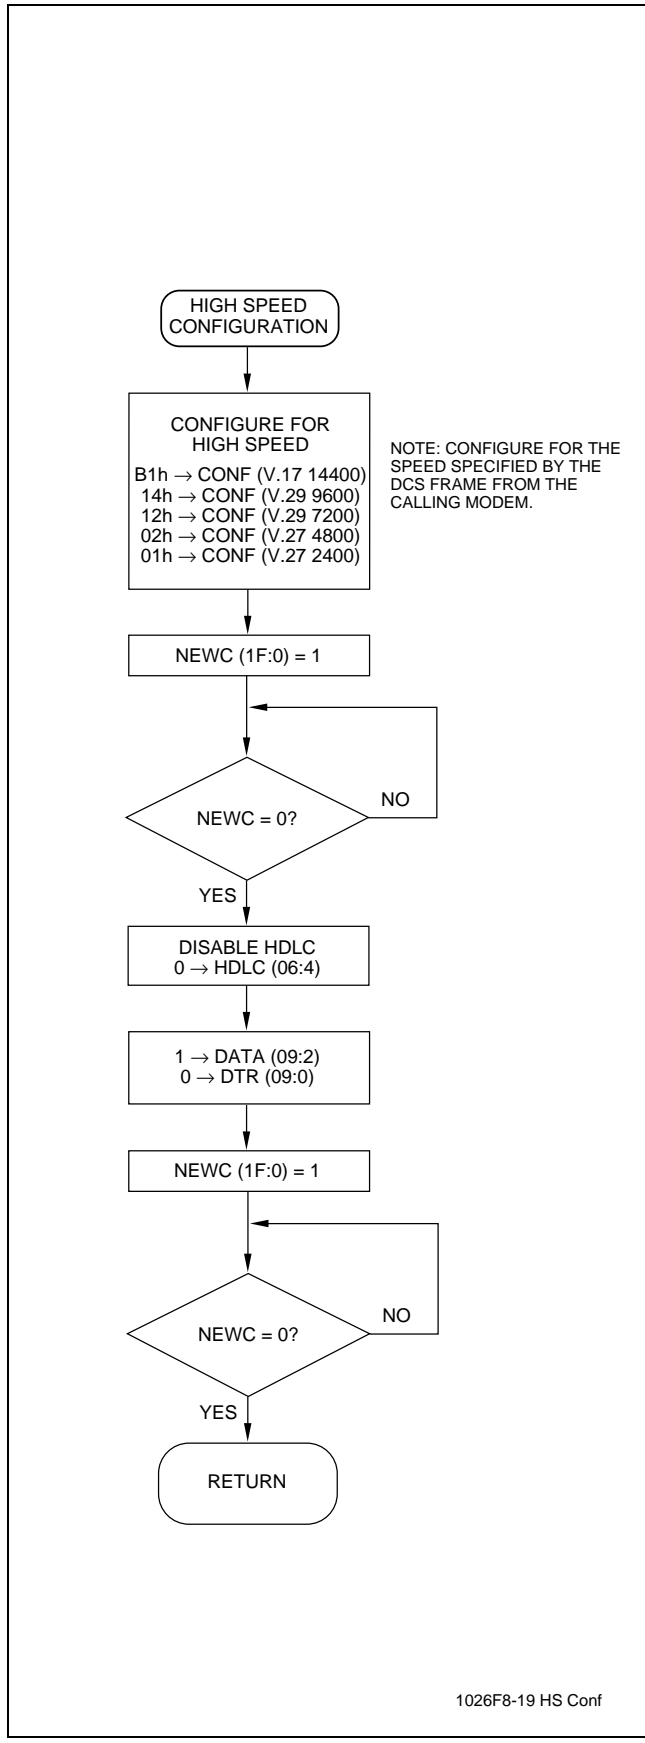 HIGH SPEED
CONFIGURATION
CONFIGURE FOR
HIGH SPEED
B1h → CONF (V.17 14400)
14h → CONF (V.29 9600)
12h → CONF (V.29 7200)
02h → CONF (V.27 4800)
01h → CONF (V.27 2400)
NOTE: CONFIGURE FOR THE
SPEED SPECIFIED BY THE
DCS FRAME FROM THE
CALLING MODEM.
NEWC (1F:0) = 1
NEWC = 0?
NO
YES
DISABLE HDLC
0 → HDLC (06:4)
1 → DATA (09:2)
0 → DTR (09:0)
NEWC (1F:0) = 1
NEWC = 0?
NO
YES
RETURN
1026F8-19 HS Conf